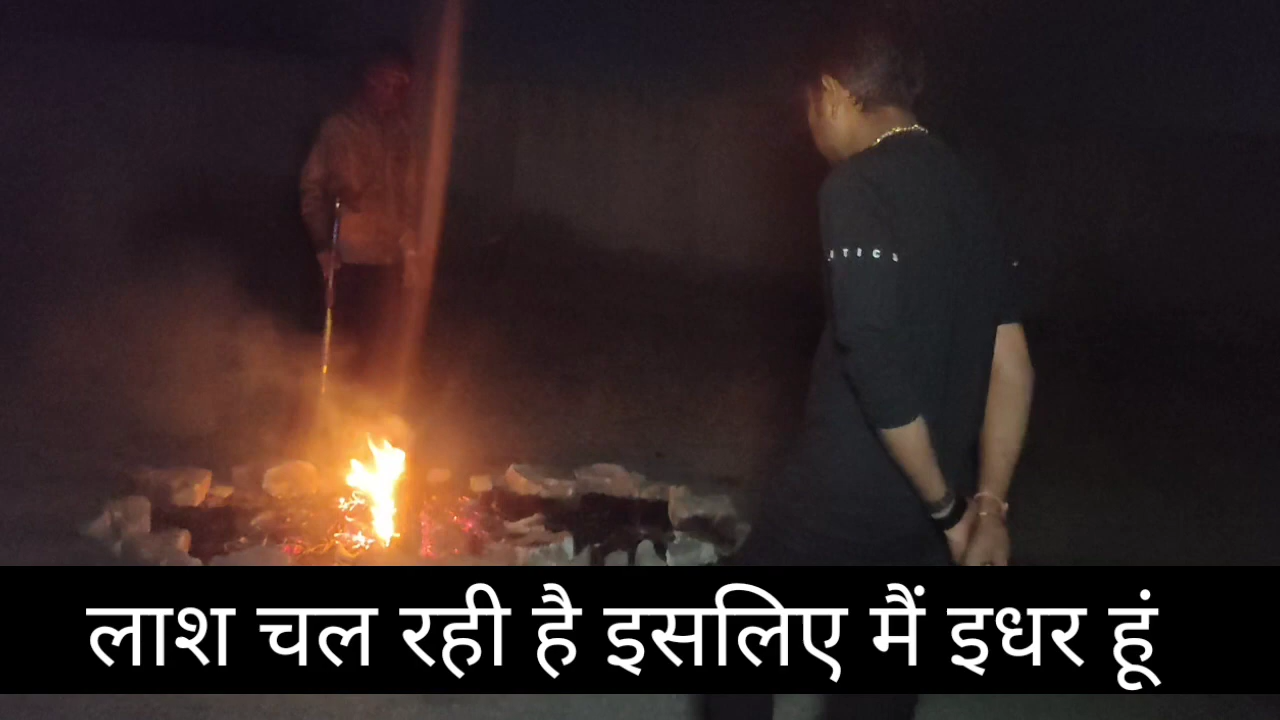 लाश चल रही है इसलिए मैं इधर हूं